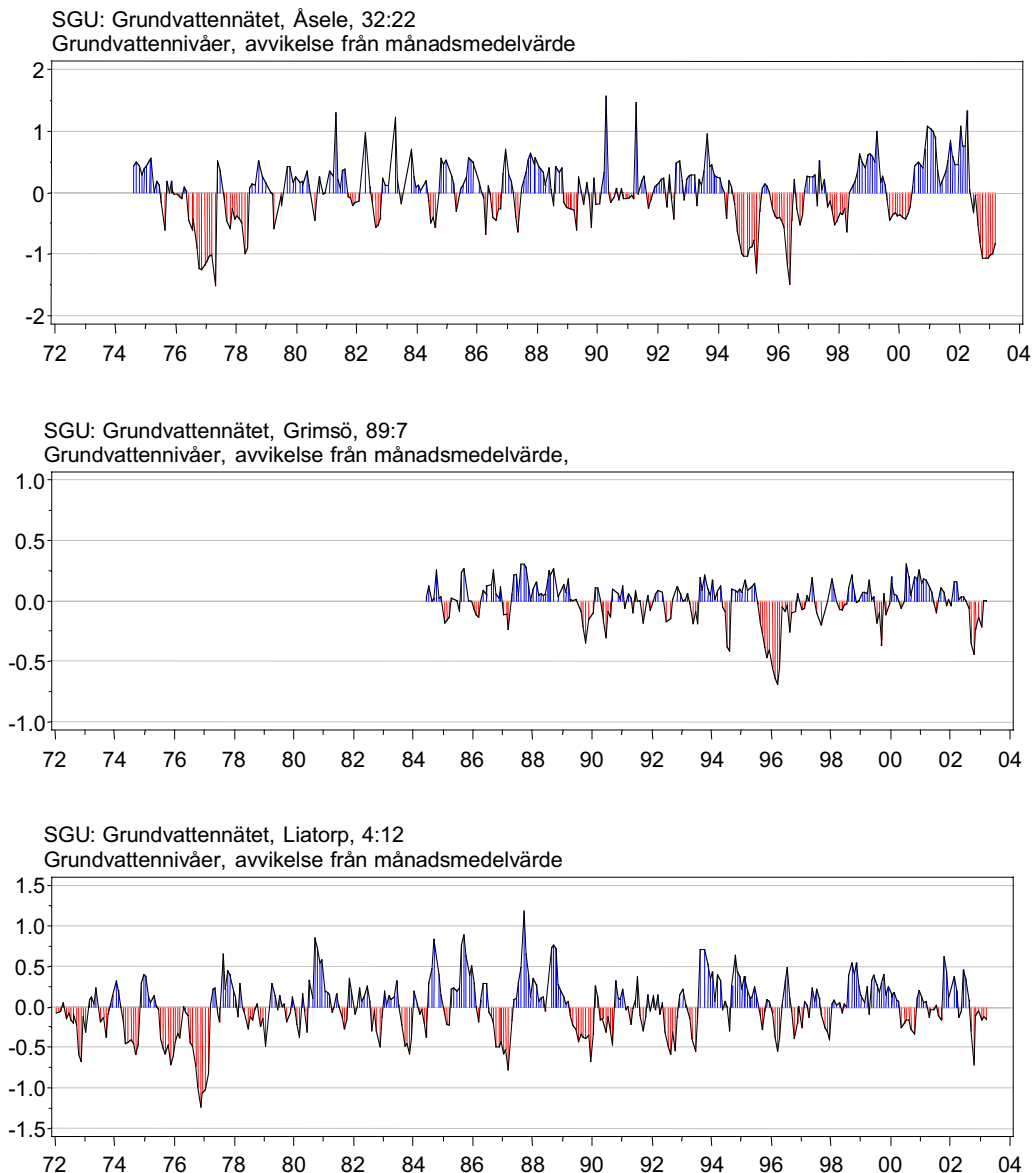 SGU: Grundvattennätet, Åsele, 32:22
Grundvattennivåer, avvikelse från månadsmedelvärde
2
1
0
-1
-2
72 74 76 78 80 82 84 86 88 90 92 94 96 98 00 02 04
SGU: Grundvattennätet, Grimsö, 89:7
Grundvattennivåer, avvikelse från månadsmedelvärde,
1.0
0.5
0.0
-0.5
-1.0
72 74 76 78 80 82 84 86 88 90 92 94 96 98 00 02 04
SGU: Grundvattennätet, Liatorp, 4:12
Grundvattennivåer, avvikelse från månadsmedelvärde
1.5
1.0
0.5
0.0
-0.5
-1.0
-1.5
72 74 76 78 80 82 84 86 88 90 92 94 96 98 00 02 04